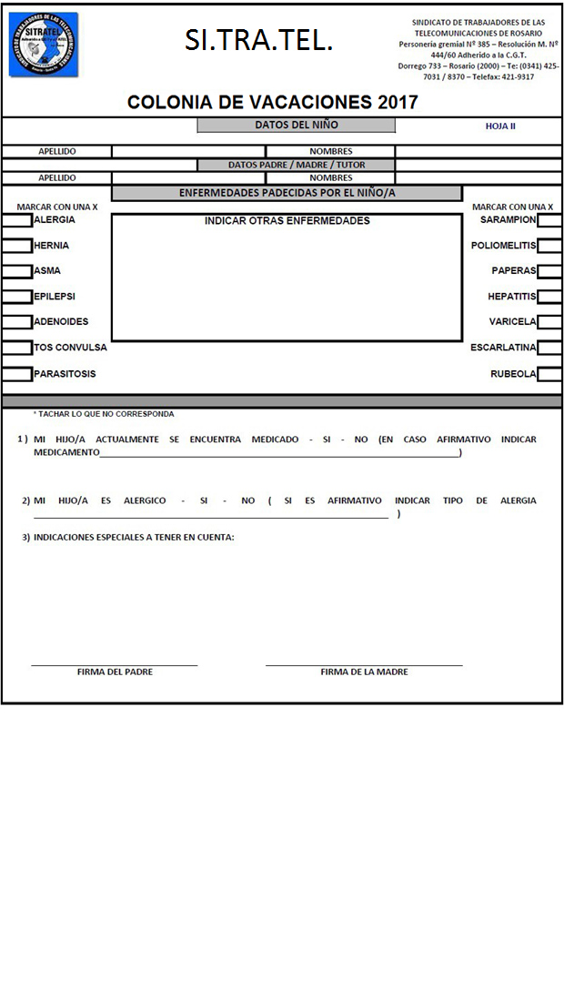 SITRATEL
SI.TRA.TEL.
SINDICATO DE TRABAJADORES DE LAS
TELECOMUNICACIONES DE ROSARIO
Personería gremial Nº 385 – Resolución M. Nº
444/60 Adherido a la C.G.T.
Dorrego 733 – Rosario (2000) – Te: (0341) 425-
7031 / 8370 – Telefax: 421-9317
COLONIA DE VACACIONES 2017
DATOS DEL NIÑO
HOJA II
APELLIDO NOMBRES
DATOS PADRE / MADRE / TUTOR
APELLIDO NOMBRES
ENFERMEDADES PADECIDAS POR EL NIÑO/A
MARCAR CON UNA X MARCAR CON UNA X
ALERGIA INDICAR OTRAS ENFERMEDADES SARAMPION
HERNIA POLIOMELITIS
ASMA PAPERAS
EPILEPSI HEPATITIS
ADENOIDES VARICELA
TOS CONVULSA ESCARLATINA
PARASITOSIS RUBEOLA
* TACHAR LO QUE NO CORRESPONDA
1 ) MI HIJO/A ACTUALMENTE SE ENCUENTRA MEDICADO - SI - NO (EN CASO AFIRMATIVO INDICAR
MEDICAMENTO____________________)
2) MI HIJO/A ES ALERGICO - SI - NO ( SI ES AFIRMATIVO INDICAR TIPO DE ALERGIA
____________________ )
3) INDICACIONES ESPECIALES A TENER EN CUENTA:
FIRMA DEL PADRE FIRMA DE LA MADRE